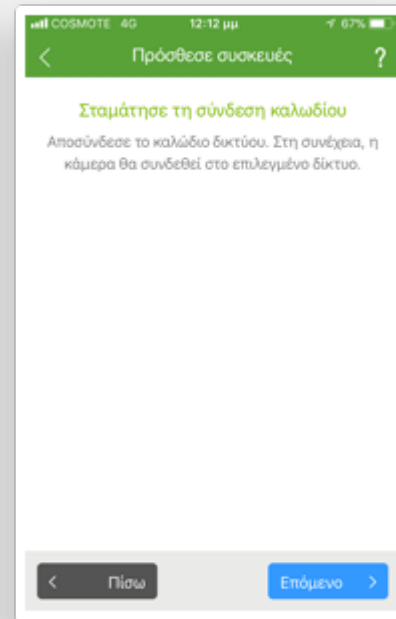 COSMOTE 4G 12:12 μμ 67%
Πρόσθεσε συσκευές ?
Σταμάτησε τη σύνδεση καλωδίου
Αποσύνδεσε το καλώδιο δικτύου. Στη συνέχεια, η
κάμερα θα συνδεθεί στο επιλεγμένο δίκτυο.
Πίσω Επόμενο